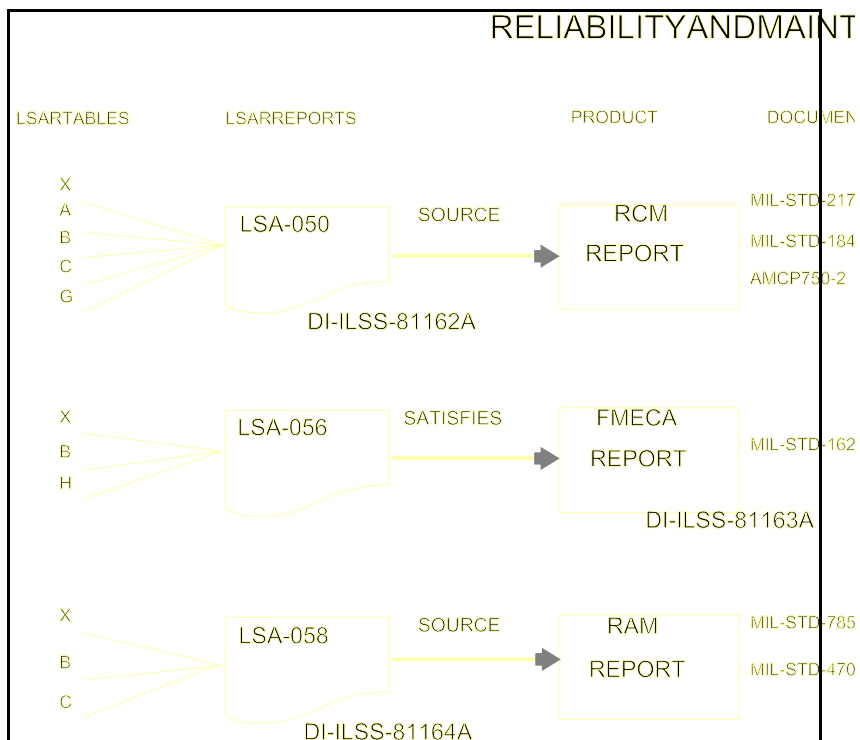 RELIABILITYANDMAINT
LSARTABLES LSARREPORTS PRODUCT DOCUMEN
X
A
B
C
G
LSA-050
SOURCE
RCM
REPORT
MIL-STD-217
MIL-STD-184
AMCP750-2
DI-ILSS-81162A
X
B
H
LSA-056
SATISFIES
FMECA
REPORT
MIL-STD-162
DI-ILSS-81163A
X
B
C
LSA-058
SOURCE
RAM
REPORT
MIL-STD-785
MIL-STD-470
DI-ILSS-81164A